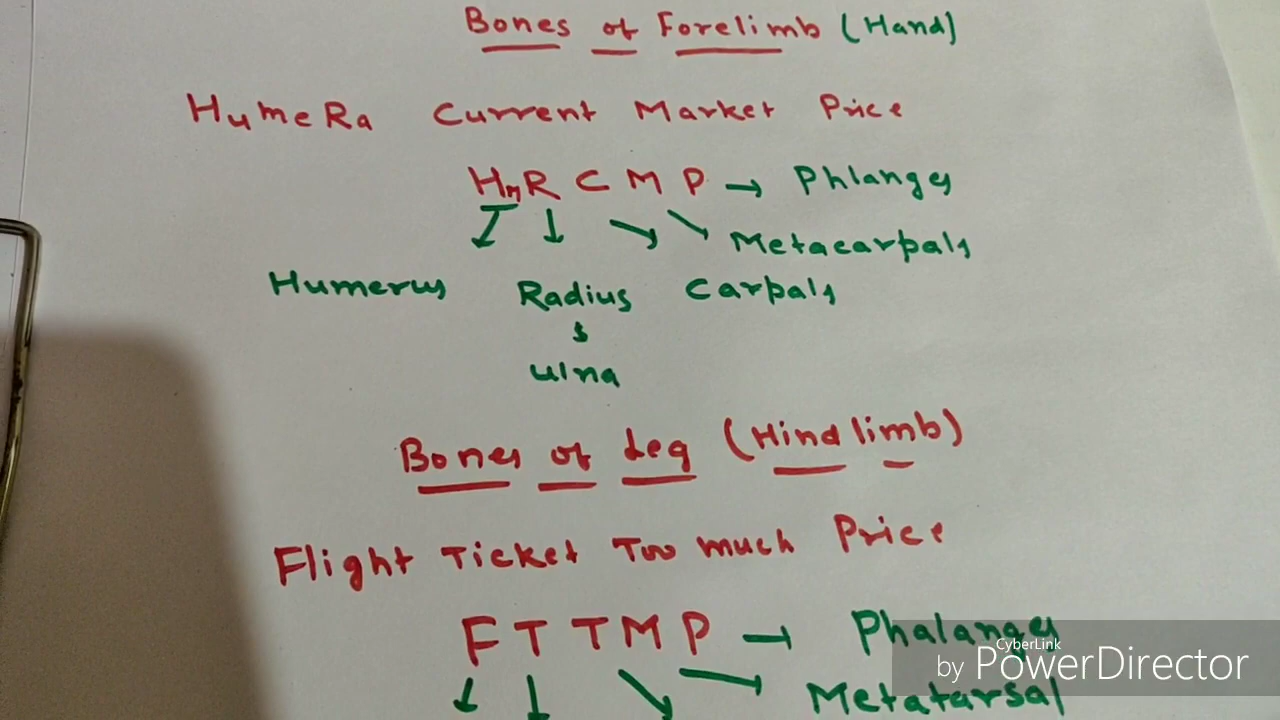 Bones of Forelimb (Hand)
HumeRa Current Market Price
HmR C M P → Phlanges
Metacarpals
Humerus Radius Carpals
&
ulna
Bones of Leg (Hind limb)
Flight Ticket Too much Price
F T T M P → Phalanges
Metatarsal
CyberLink
by PowerDirector